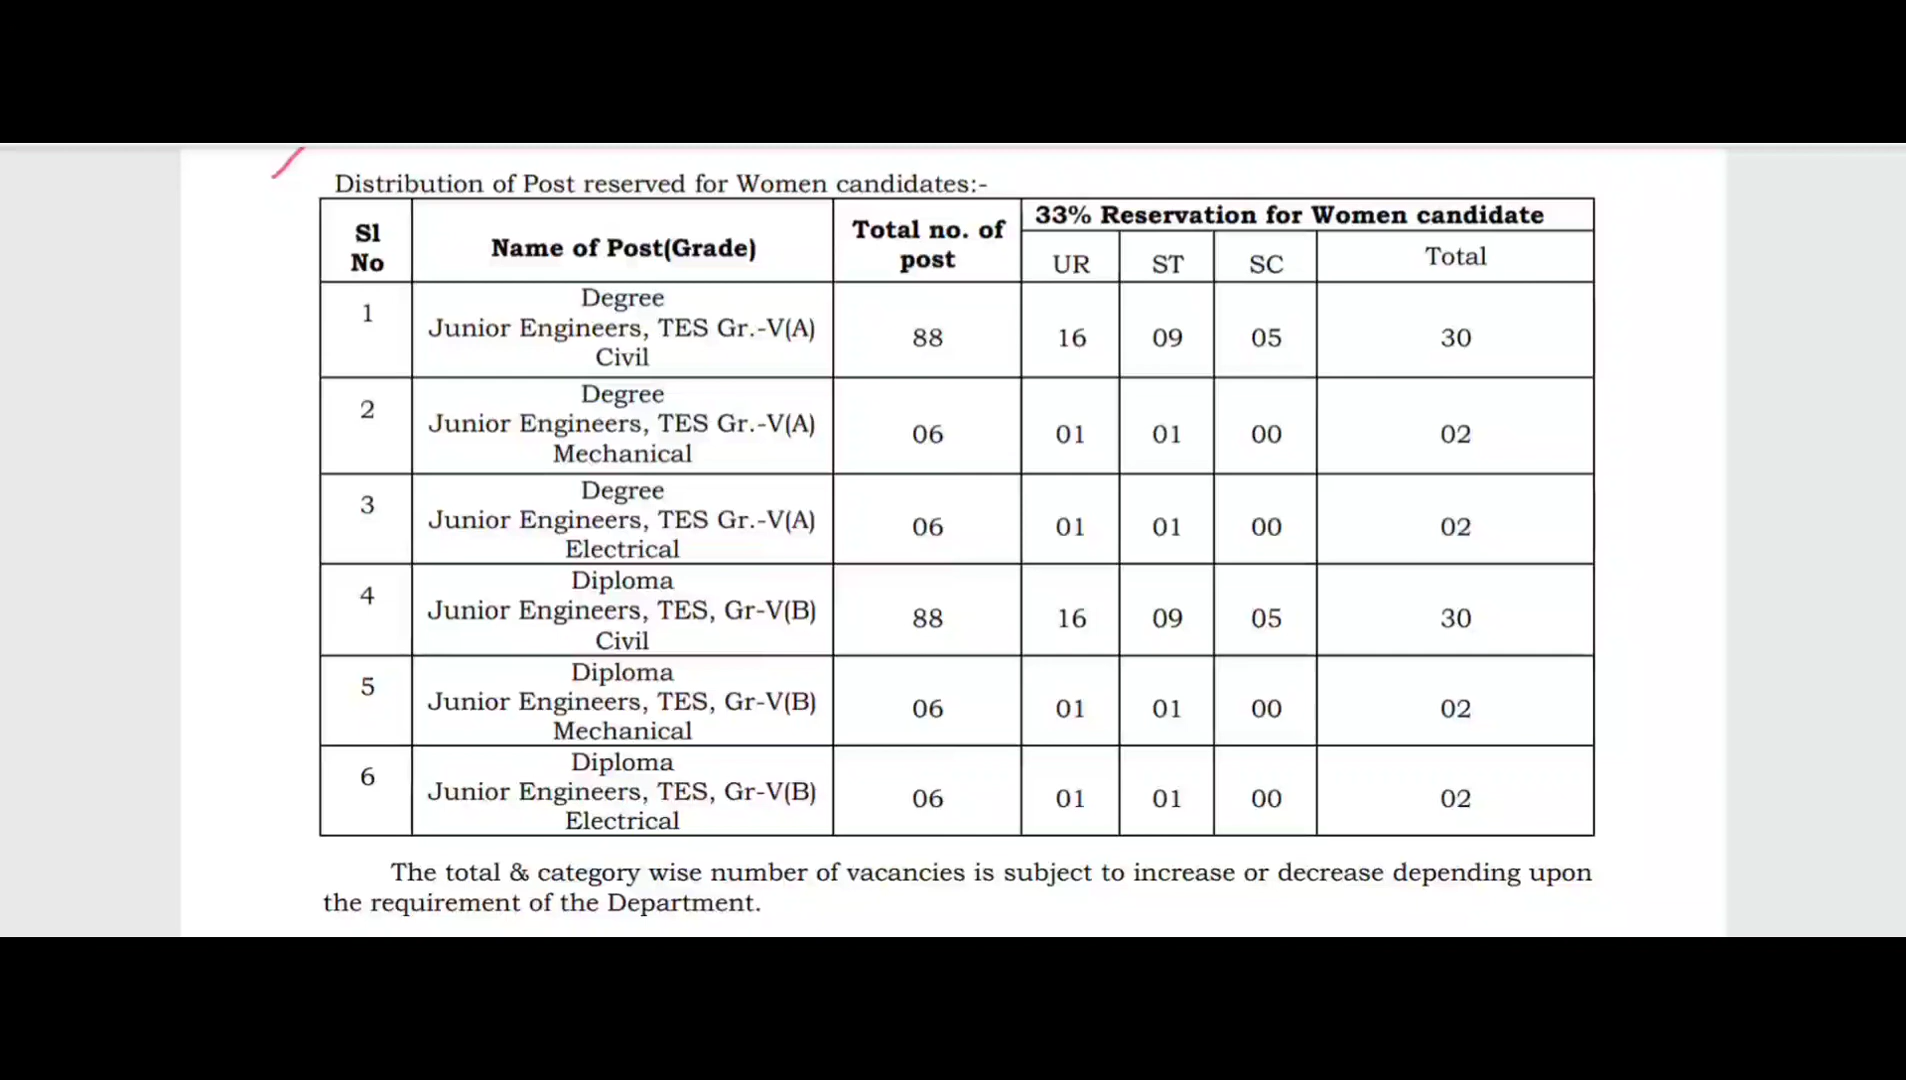 Distribution of Post reserved for Women candidates:-
Sl No | Name of Post(Grade) | Total no. of post | 33% Reservation for Women candidate
UR | ST | SC | Total
1 | Degree Junior Engineers, TES Gr.-V(A) Civil | 88 | 16 | 09 | 05 | 30
2 | Degree Junior Engineers, TES Gr.-V(A) Mechanical | 06 | 01 | 01 | 00 | 02
3 | Degree Junior Engineers, TES Gr.-V(A) Electrical | 06 | 01 | 01 | 00 | 02
4 | Diploma Junior Engineers, TES, Gr-V(B) Civil | 88 | 16 | 09 | 05 | 30
5 | Diploma Junior Engineers, TES, Gr-V(B) Mechanical | 06 | 01 | 01 | 00 | 02
6 | Diploma Junior Engineers, TES, Gr-V(B) Electrical | 06 | 01 | 01 | 00 | 02
The total & category wise number of vacancies is subject to increase or decrease depending upon
the requirement of the Department.